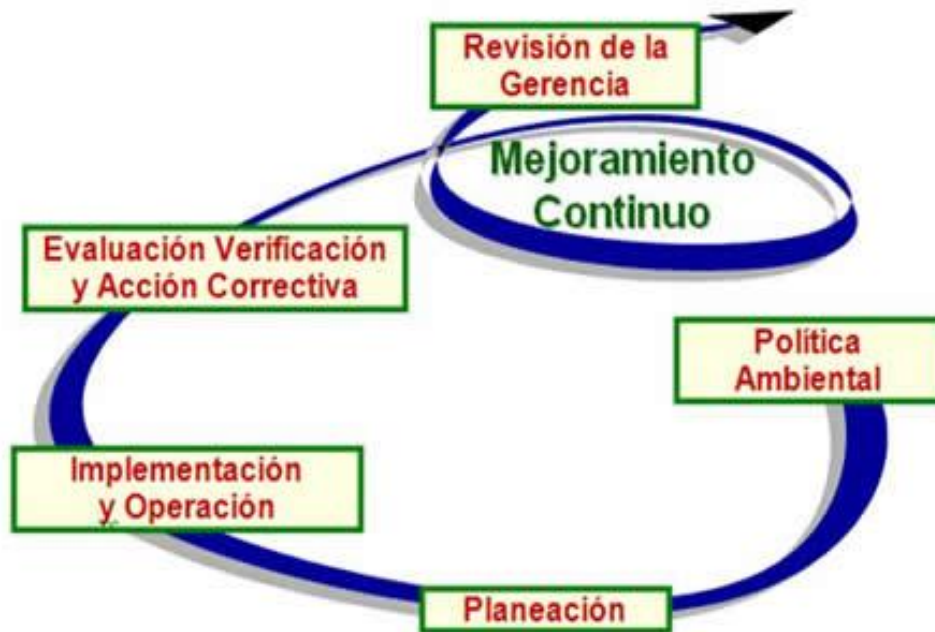 Revisión de la
Gerencia
Mejoramiento
Continuo
Evaluación Verificación
y Acción Correctiva
Política
Ambiental
Implementación
y Operación
Planeación